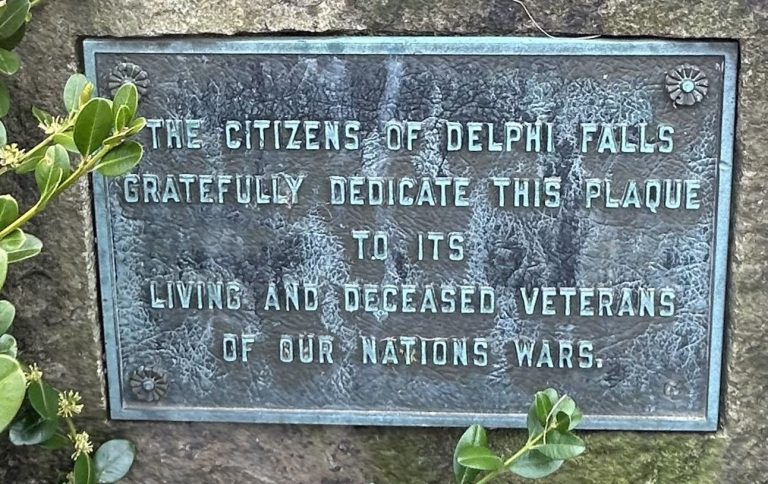 THE CITIZENS OF DELPHI FALLS
GRATEFULLY DEDICATE THIS PLAQUE
TO ITS
LIVING AND DECEASED VETERANS
OF OUR NATIONS WARS.